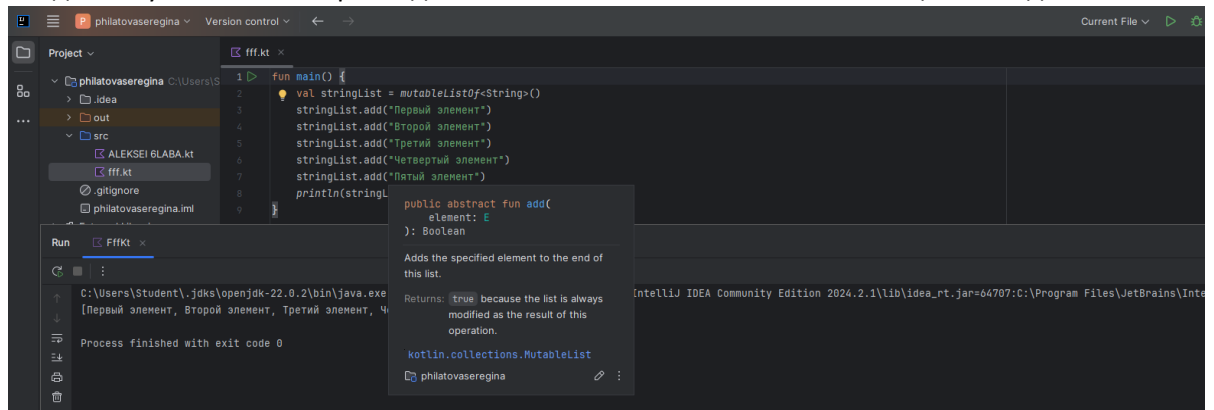 philatovaseregina Version control Current File
Project
fff.kt
philatovaseregina C:\Users\S
.idea
out
src
ALEKSEI 6LABA.kt
fff.kt
.gitignore
philatovaseregina.iml
1 fun main() {
2 val stringList = mutableListOf<String>()
3 stringList.add("Первый элемент")
4 stringList.add("Второй элемент")
5 stringList.add("Третий элемент")
6 stringList.add("Четвертый элемент")
7 stringList.add("Пятый элемент")
8 println(stringL
9 }
public abstract fun add(
element: E
): Boolean
Adds the specified element to the end of
this list.
Returns: true because the list is always
modified as the result of this
operation.
kotlin.collections.MutableList
philatovaseregina
Run FffKt
C:\Users\Student\.jdks\openjdk-22.0.2\bin\java.exe IntelliJ IDEA Community Edition 2024.2.1\lib\idea_rt.jar=64707:C:\Program Files\JetBrains\Inte
[Первый элемент, Второй элемент, Третий элемент, Че
Process finished with exit code 0